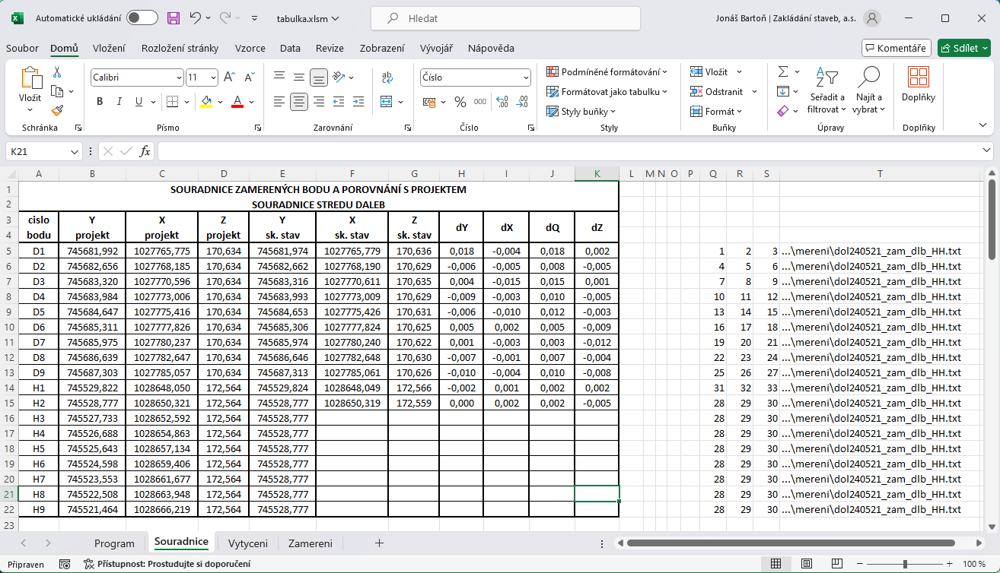 Automatické ukládání tabulka.xlsm Hledat Jonáš Bartoň | Zakládání staveb, a.s.
Soubor Domů Vložení Rozložení stránky Vzorce Data Revize Zobrazení Vývojář Nápověda Komentáře Sdílet
Vložit Calibri 11 Číslo Podmíněné formátování Vložit
Formátovat jako tabulku Odstranit Seřadit a filtrovat Najít a vybrat Doplňky
Styly buňky Formát
Schránka Písmo Zarovnání Číslo Styly Buňky Úpravy Doplňky
K21 fx
A B C D E F G H I J K L M N O P Q R S T
1 SOURADNICE ZAMERENÝCH BODU A POROVNÁNÍ S PROJEKTEM
2 SOURADNICE STREDU DALEB
3 cislo Y X Z Y X Z dY dX dQ dZ
4 bodu projekt projekt projekt sk. stav sk. stav sk. stav
5 D1 745681,992 1027765,775 170,634 745681,974 1027765,779 170,636 0,018 -0,004 0,018 0,002 1 2 3 ...\mereni\dol240521_zam_dlb_HH.txt
6 D2 745682,656 1027768,185 170,634 745682,662 1027768,190 170,629 -0,006 -0,005 0,008 -0,005 4 5 6 ...\mereni\dol240521_zam_dlb_HH.txt
7 D3 745683,320 1027770,596 170,634 745683,316 1027770,611 170,635 0,004 -0,015 0,015 0,001 7 8 9 ...\mereni\dol240521_zam_dlb_HH.txt
8 D4 745683,984 1027773,006 170,634 745683,993 1027773,009 170,629 -0,009 -0,003 0,010 -0,005 10 11 12 ...\mereni\dol240521_zam_dlb_HH.txt
9 D5 745684,647 1027775,416 170,634 745684,653 1027775,426 170,631 -0,006 -0,010 0,012 -0,003 13 14 15 ...\mereni\dol240521_zam_dlb_HH.txt
10 D6 745685,311 1027777,826 170,634 745685,306 1027777,824 170,625 0,005 0,002 0,005 -0,009 16 17 18 ...\mereni\dol240521_zam_dlb_HH.txt
11 D7 745685,975 1027780,237 170,634 745685,974 1027780,240 170,622 0,001 -0,003 0,003 -0,012 19 20 21 ...\mereni\dol240521_zam_dlb_HH.txt
12 D8 745686,639 1027782,647 170,634 745686,646 1027782,648 170,630 -0,007 -0,001 0,007 -0,004 22 23 24 ...\mereni\dol240521_zam_dlb_HH.txt
13 D9 745687,303 1027785,057 170,634 745687,313 1027785,061 170,626 -0,010 -0,004 0,010 -0,008 25 26 27 ...\mereni\dol240521_zam_dlb_HH.txt
14 H1 745529,822 1028648,050 172,564 745529,824 1028648,049 172,566 -0,002 0,001 0,002 0,002 31 32 33 ...\mereni\dol240521_zam_dlb_HH.txt
15 H2 745528,777 1028650,321 172,564 745528,777 1028650,319 172,559 0,000 0,002 0,002 -0,005 28 29 30 ...\mereni\dol240521_zam_dlb_HH.txt
16 H3 745527,733 1028652,592 172,564 745528,777 28 29 30 ...\mereni\dol240521_zam_dlb_HH.txt
17 H4 745526,688 1028654,863 172,564 745528,777 28 29 30 ...\mereni\dol240521_zam_dlb_HH.txt
18 H5 745525,643 1028657,134 172,564 745528,777 28 29 30 ...\mereni\dol240521_zam_dlb_HH.txt
19 H6 745524,598 1028659,406 172,564 745528,777 28 29 30 ...\mereni\dol240521_zam_dlb_HH.txt
20 H7 745523,553 1028661,677 172,564 745528,777 28 29 30 ...\mereni\dol240521_zam_dlb_HH.txt
21 H8 745522,508 1028663,948 172,564 745528,777 28 29 30 ...\mereni\dol240521_zam_dlb_HH.txt
22 H9 745521,464 1028666,219 172,564 745528,777 28 29 30 ...\mereni\dol240521_zam_dlb_HH.txt
23
Program Souradnice Vytyceni Zamereni
Připraven Přístupnost: Prostudujte si doporučení 100 %